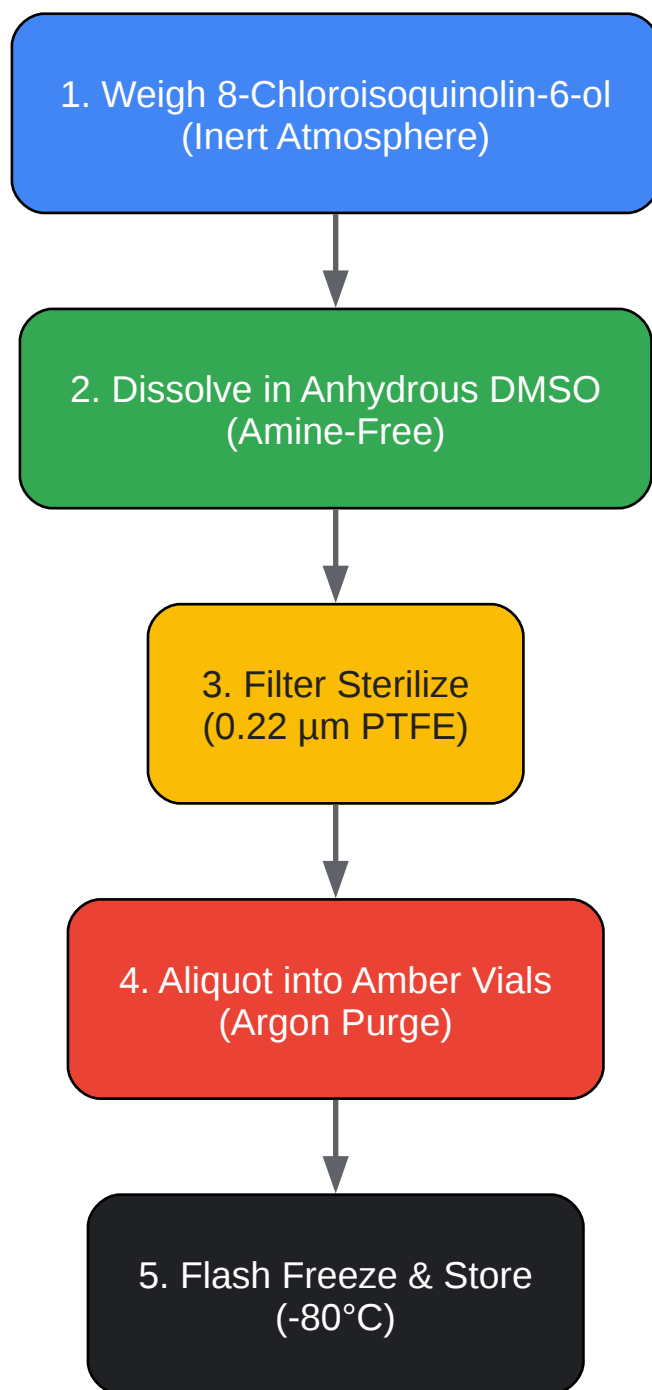 1. Weigh 8-Chloroisoquinolin-6-ol
(Inert Atmosphere)
2. Dissolve in Anhydrous DMSO
(Amine-Free)
3. Filter Sterilize
(0.22 µm PTFE)
4. Aliquot into Amber Vials
(Argon Purge)
5. Flash Freeze & Store
(-80°C)